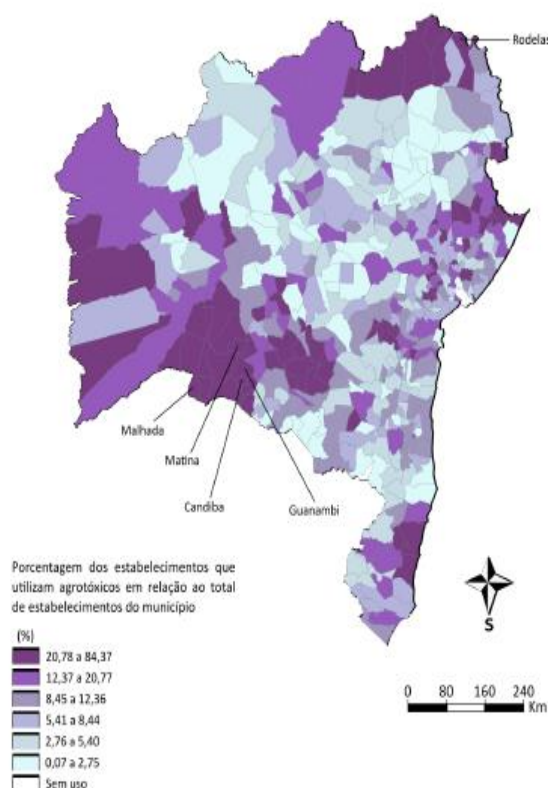 Rodelas
Malhada
Matina
Candiba
Guanambi
Porcentagem dos estabelecimentos que
utilizam agrotóxicos em relação ao total
de estabelecimentos do município
(%)
20,78 a 84,37
12,37 a 20,77
8,45 a 12,36
5,41 a 8,44
2,76 a 5,40
0,07 a 2,75
Sem uso
S
0 80 160 240
Km